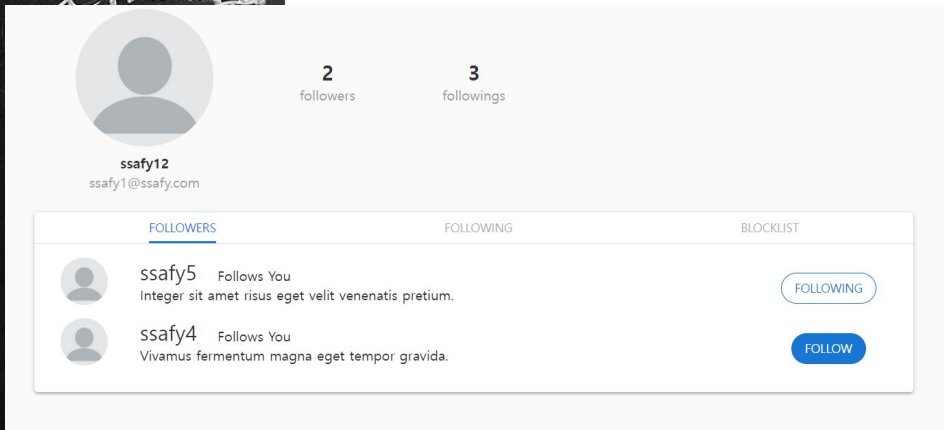 2 3
followers followings
ssafy12
ssafy1@ssafy.com
FOLLOWERS FOLLOWING BLOCKLIST
ssafy5 Follows You
Integer sit amet risus eget velit venenatis pretium.
FOLLOWING
ssafy4 Follows You
Vivamus fermentum magna eget tempor gravida.
FOLLOW